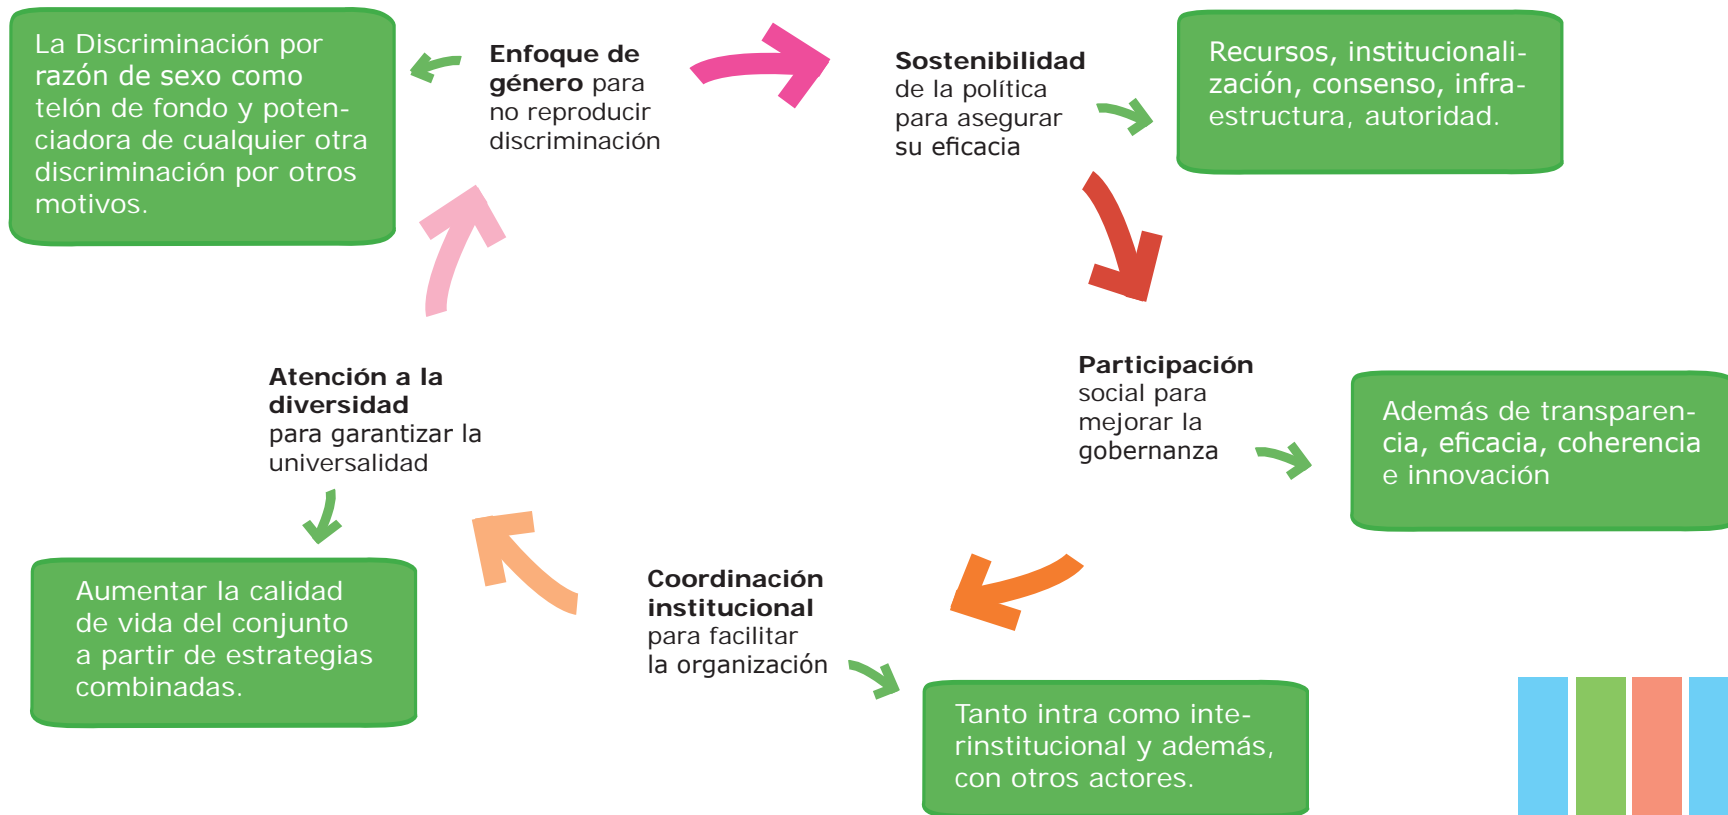 La Discriminación por
razón de sexo como
telón de fondo y poten-
ciadora de cualquier otra
discriminación por otros
motivos.
Enfoque de
género para
no reproducir
discriminación
Sostenibilidad
de la política
para asegurar
su eficacia
Recursos, institucionali-
zación, consenso, infra-
estructura, autoridad.
Participación
social para
mejorar la
gobernanza
Además de transparen-
cia, eficacia, coherencia
e innovación
Coordinación
institucional
para facilitar
la organización
Tanto intra como inte-
rinstitucional y además,
con otros actores.
Atención a la
diversidad
para garantizar la
universalidad
Aumentar la calidad
de vida del conjunto
a partir de estrategias
combinadas.